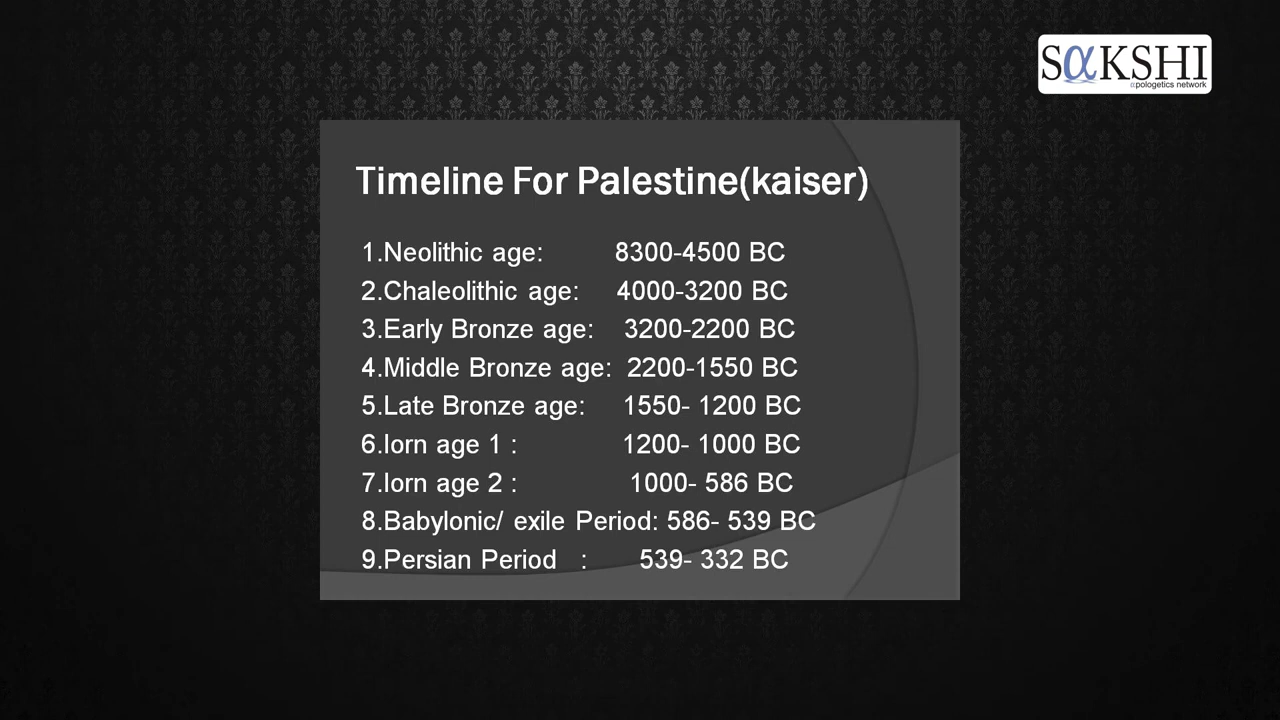 SαKSHI
αpologetics network
Timeline For Palestine(kaiser)
1.Neolithic age: 8300-4500 BC
2.Chaleolithic age: 4000-3200 BC
3.Early Bronze age: 3200-2200 BC
4.Middle Bronze age: 2200-1550 BC
5.Late Bronze age: 1550- 1200 BC
6.Iorn age 1 : 1200- 1000 BC
7.Iorn age 2 : 1000- 586 BC
8.Babylonic/ exile Period: 586- 539 BC
9.Persian Period : 539- 332 BC